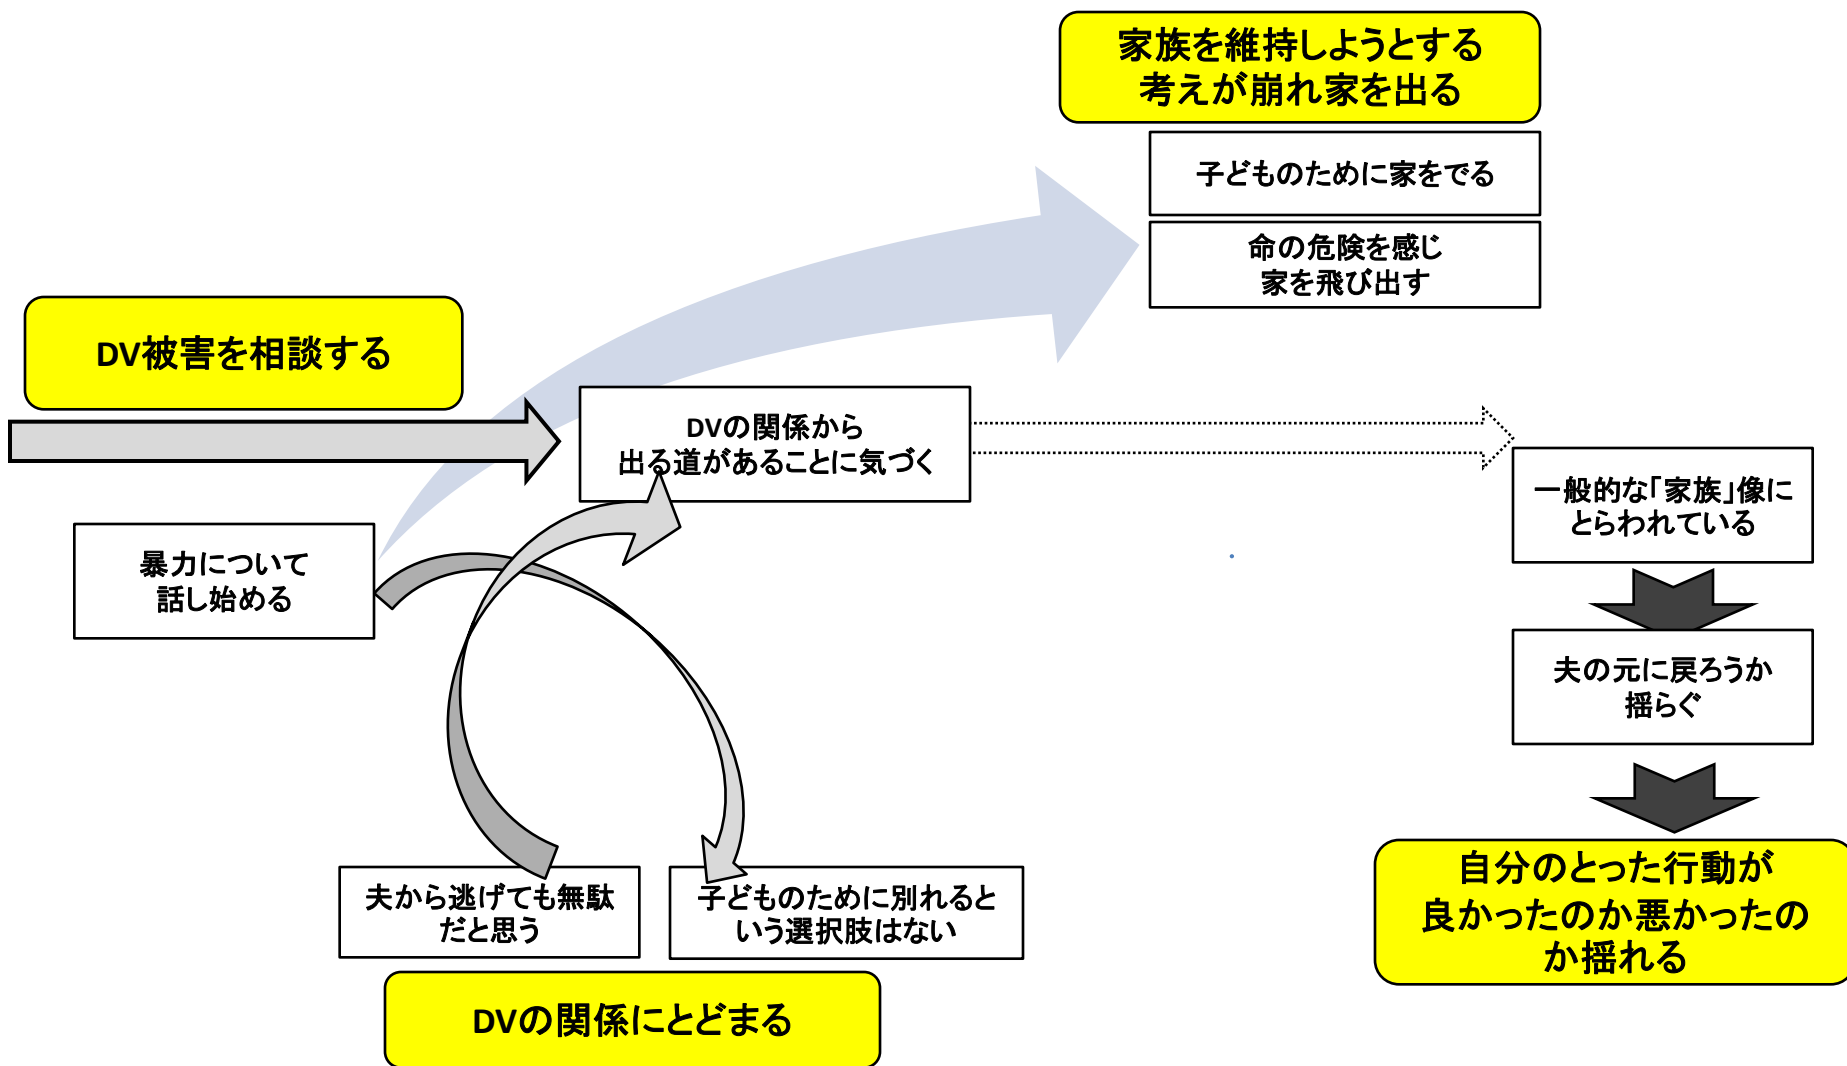 家族を維持しようとする
考えが崩れ家を出る
子どものために家をでる
命の危険を感じ
家を飛び出す
DV被害を相談する
DVの関係から
出る道があることに気づく
一般的な「家族」像に
とらわれている
暴力について
話し始める
夫の元に戻ろうか
揺らぐ
夫から逃げても無駄
だと思う
子どものために別れると
いう選択肢はない
自分のとった行動が
良かったのか悪かったの
か揺れる
DVの関係にとどまる